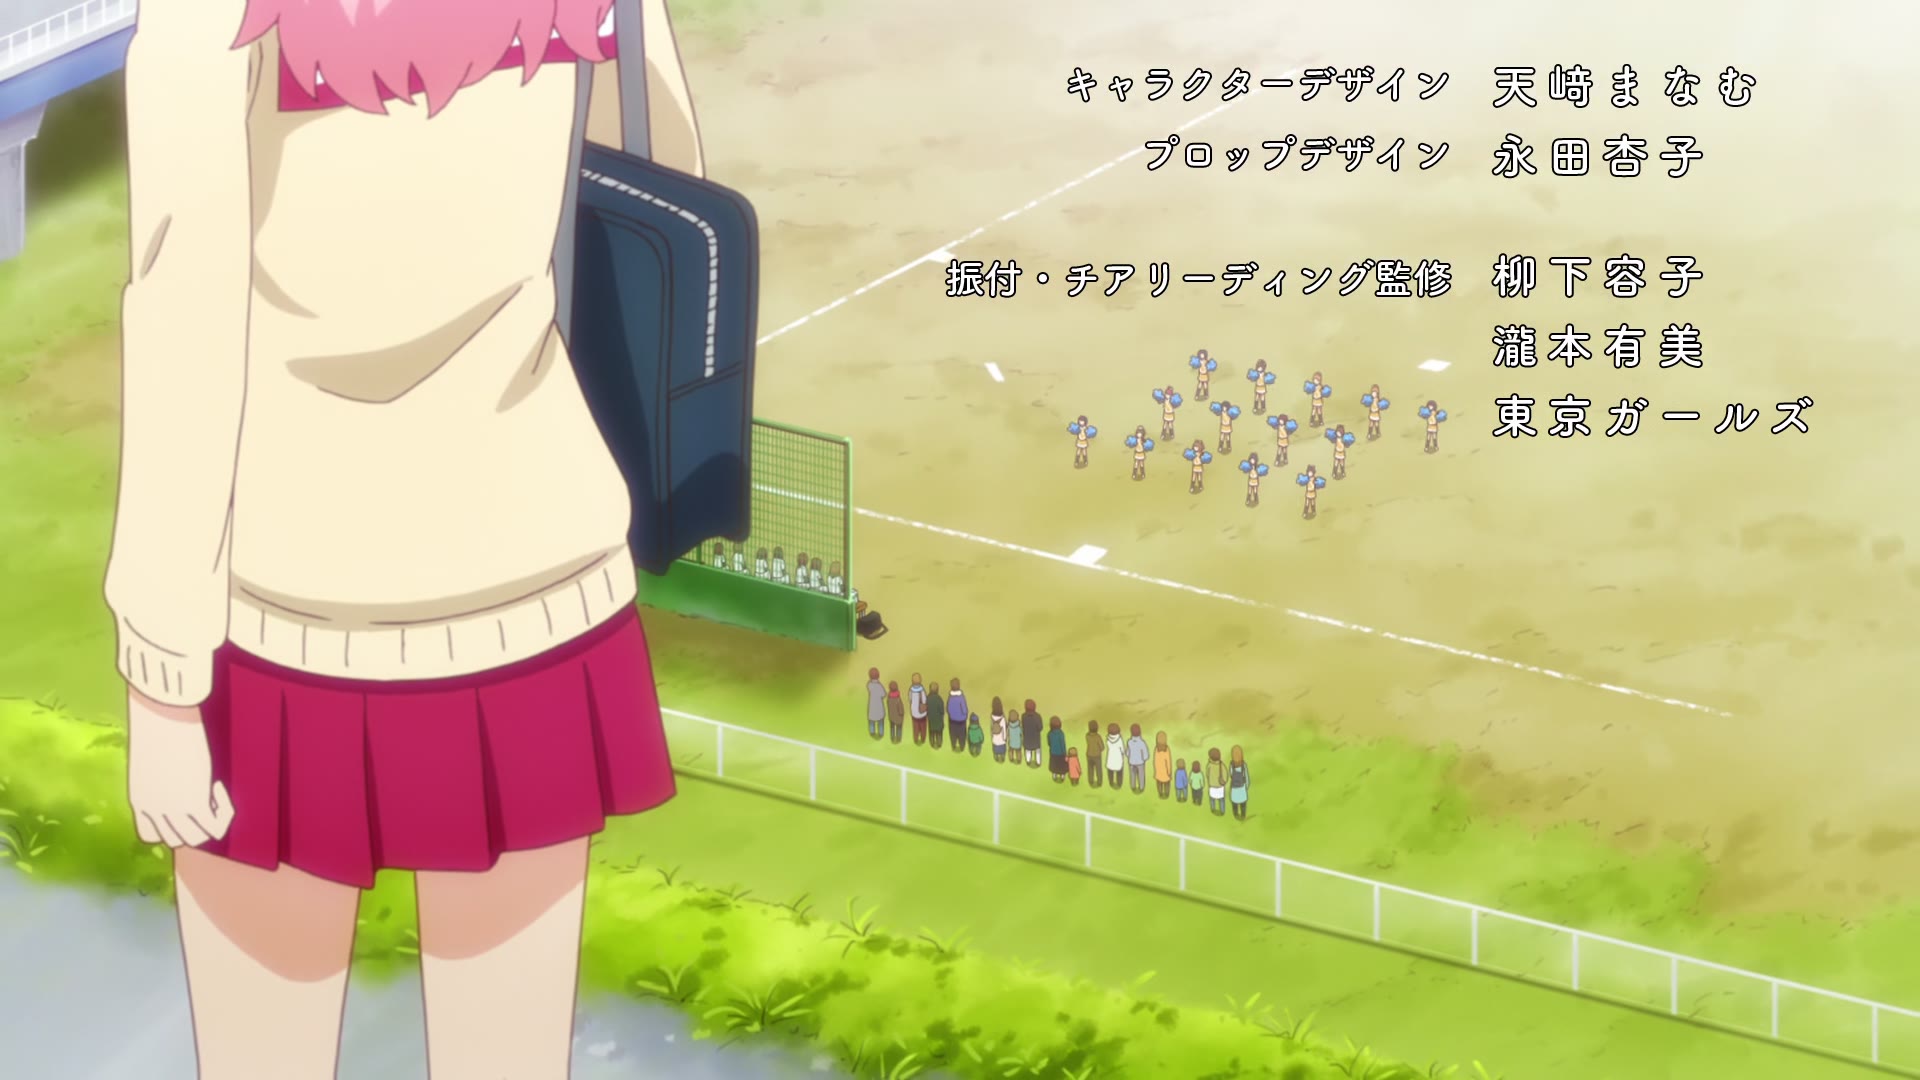 キャラクターデザイン 天﨑まなむ
プロップデザイン 永田杏子
振付・チアリーディング監修 柳下容子
瀧本有美
東京ガールズ